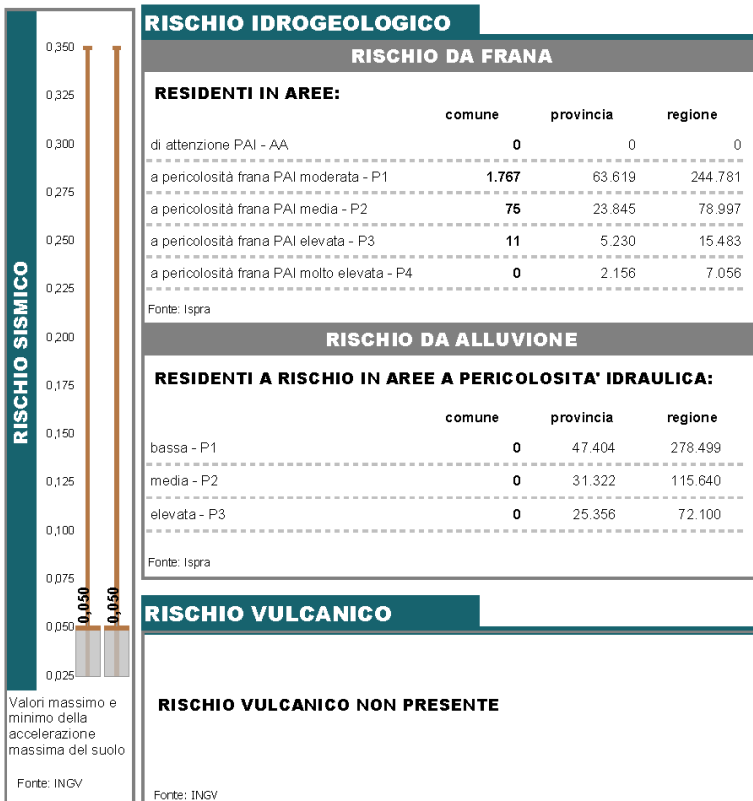 RISCHIO SISMICO
0,350
0,325
0,300
0,275
0,250
0,225
0,200
0,175
0,150
0,125
0,100
0,075
0,050
0,025
0,050
0,050
Valori massimo e
minimo della
accelerazione
massima del suolo
Fonte: INGV
RISCHIO IDROGEOLOGICO
RISCHIO DA FRANA
RESIDENTI IN AREE:
comune provincia regione
di attenzione PAI - AA 0 0 0
a pericolosità frana PAI moderata - P1 1.767 63.619 244.781
a pericolosità frana PAI media - P2 75 23.845 78.997
a pericolosità frana PAI elevata - P3 11 5.230 15.483
a pericolosità frana PAI molto elevata - P4 0 2.156 7.056
Fonte: Ispra
RISCHIO DA ALLUVIONE
RESIDENTI A RISCHIO IN AREE A PERICOLOSITA' IDRAULICA:
comune provincia regione
bassa - P1 0 47.404 278.499
media - P2 0 31.322 115.640
elevata - P3 0 25.356 72.100
Fonte: Ispra
RISCHIO VULCANICO
RISCHIO VULCANICO NON PRESENTE
Fonte: INGV